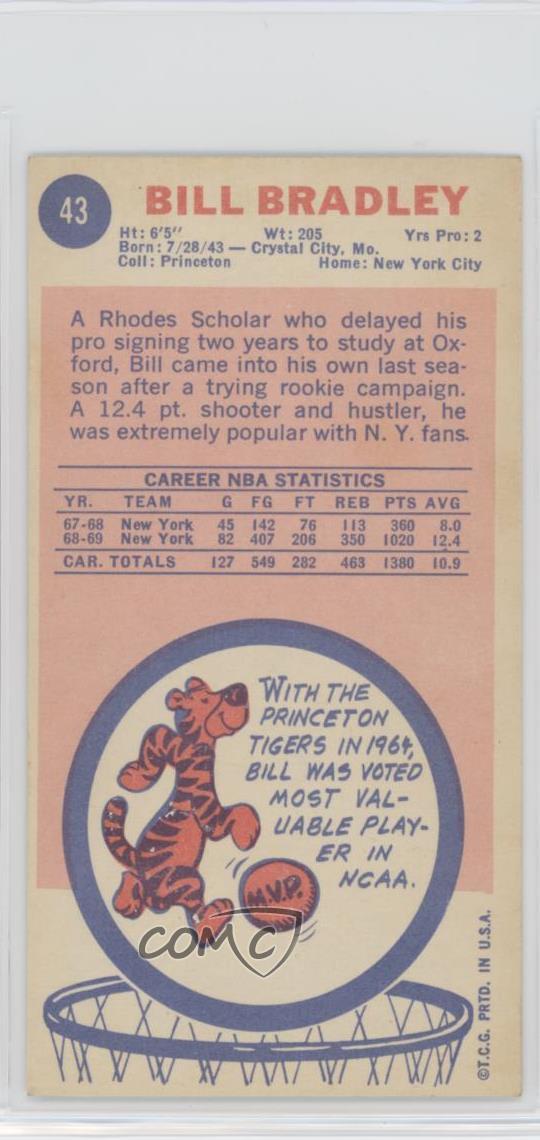 43
BILL BRADLEY
Ht: 6'5" Wt: 205 Yrs Pro: 2
Born: 7/28/43 — Crystal City, Mo.
Coll: Princeton Home: New York City
A Rhodes Scholar who delayed his
pro signing two years to study at Ox-
ford, Bill came into his own last sea-
son after a trying rookie campaign.
A 12.4 pt. shooter and hustler, he
was extremely popular with N. Y. fans.
CAREER NBA STATISTICS
YR. TEAM G FG FT REB PTS AVG
67-68 New York 45 142 76 113 360 8.0
68-69 New York 82 407 206 350 1020 12.4
CAR. TOTALS 127 549 282 463 1380 10.9
WITH THE
PRINCETON
TIGERS IN 1964,
BILL WAS VOTED
MOST VAL-
UABLE PLAY-
ER IN
NCAA.
M.V.P.
COMC
©T.C.G. PRTD. IN U.S.A.